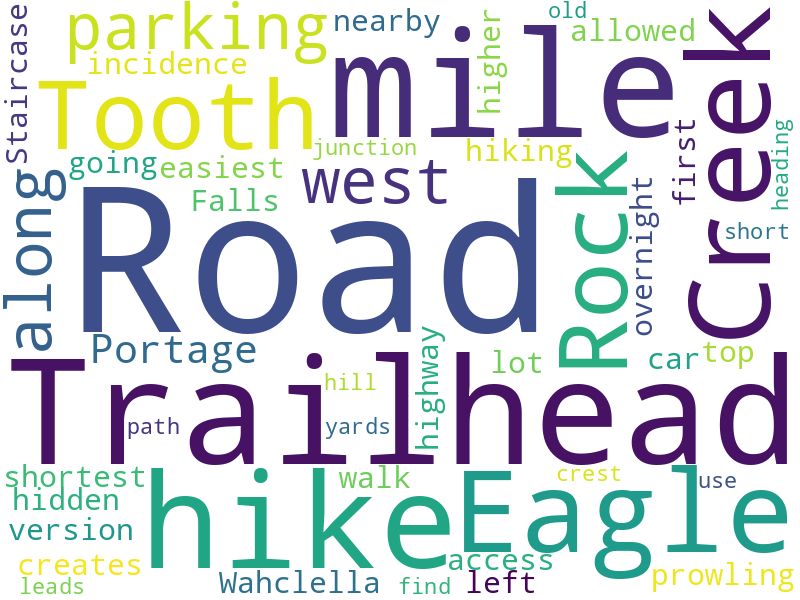 Staircase
parking
nearby
old
allowed
higher
Creek
incidence
mile
Tooth
first
heading
junction
hiking
going
easiest
west
Rock
Falls
along
overnight
short
Road
Portage
highway
lot
car
top
Trailhead
hill
path
yards
shortest
walk
crest
use
hidden
hike
Eagle
version
creates
access
prowling
leads
Wahclella
find
left